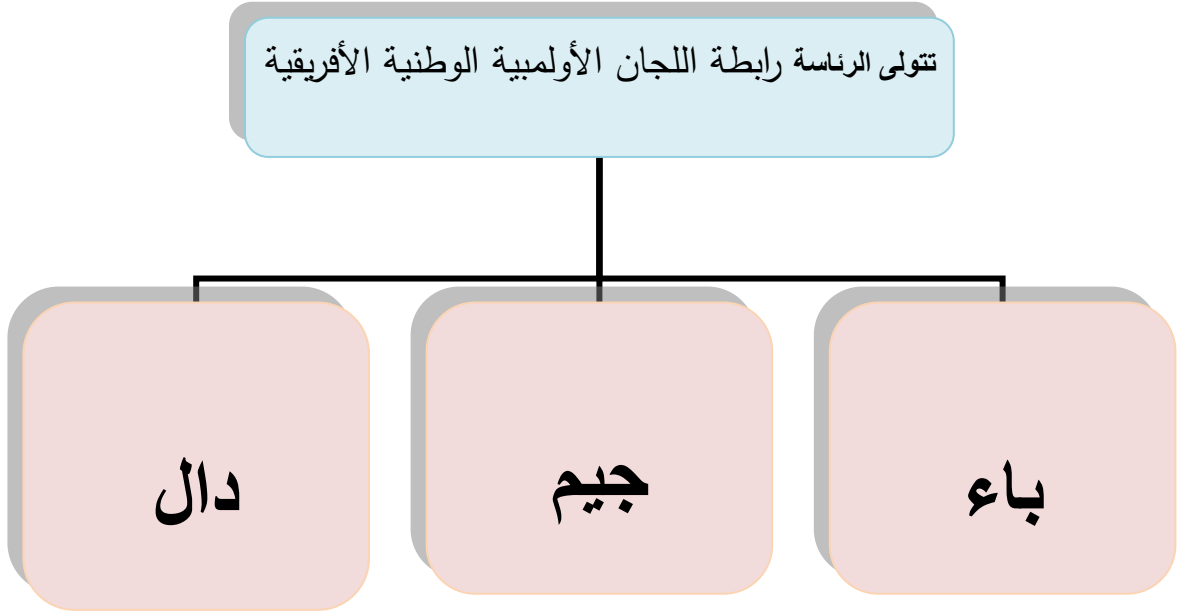 تتولى الرئاسة رابطة اللجان الأولمبية الوطنية الأفريقية
باء
جيم
دال